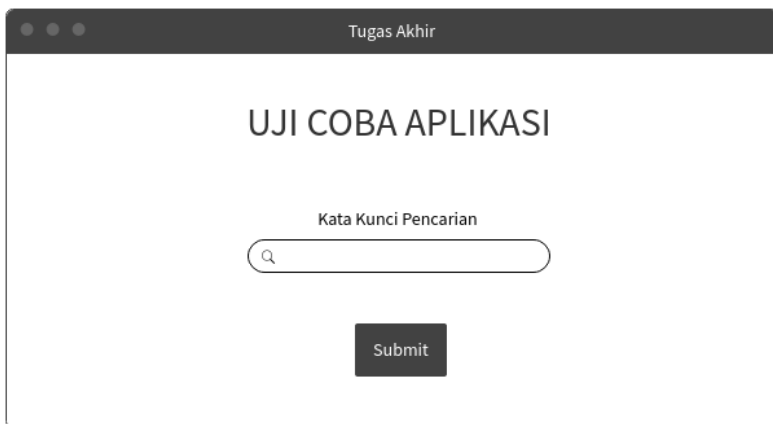 Tugas Akhir
UJI COBA APLIKASI
Kata Kunci Pencarian
Submit